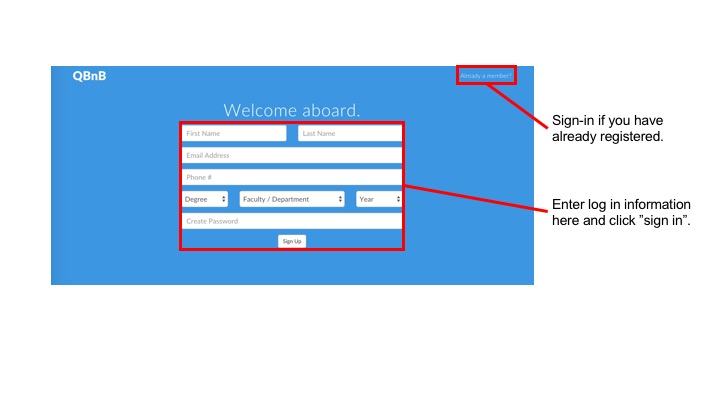 QBnB
Already a member?
Welcome aboard.
First Name Last Name
Email Address
Phone #
Degree Faculty / Department Year
Create Password
Sign Up
Sign-in if you have
already registered.
Enter log in information
here and click ”sign in”.